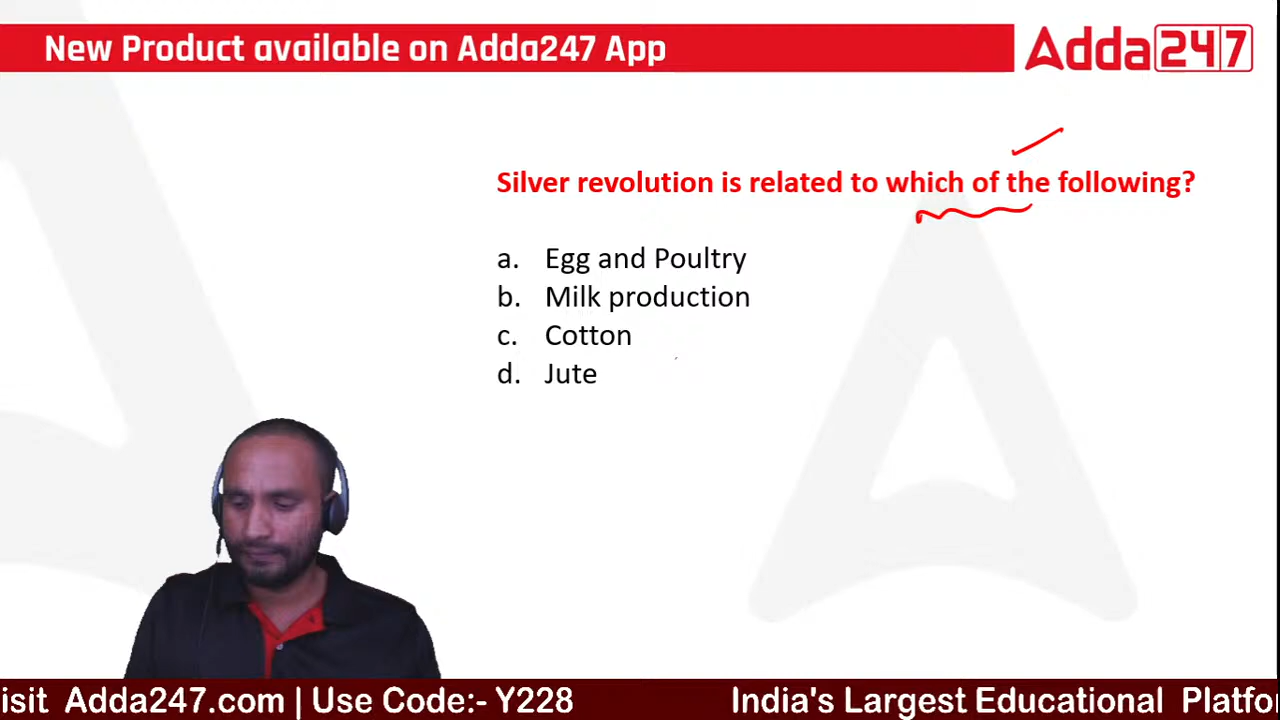 New Product available on Adda247 App
Adda247
Silver revolution is related to which of the following?
a. Egg and Poultry
b. Milk production
c. Cotton
d. Jute
isit Adda247.com | Use Code:- Y228 India's Largest Educational Platfo